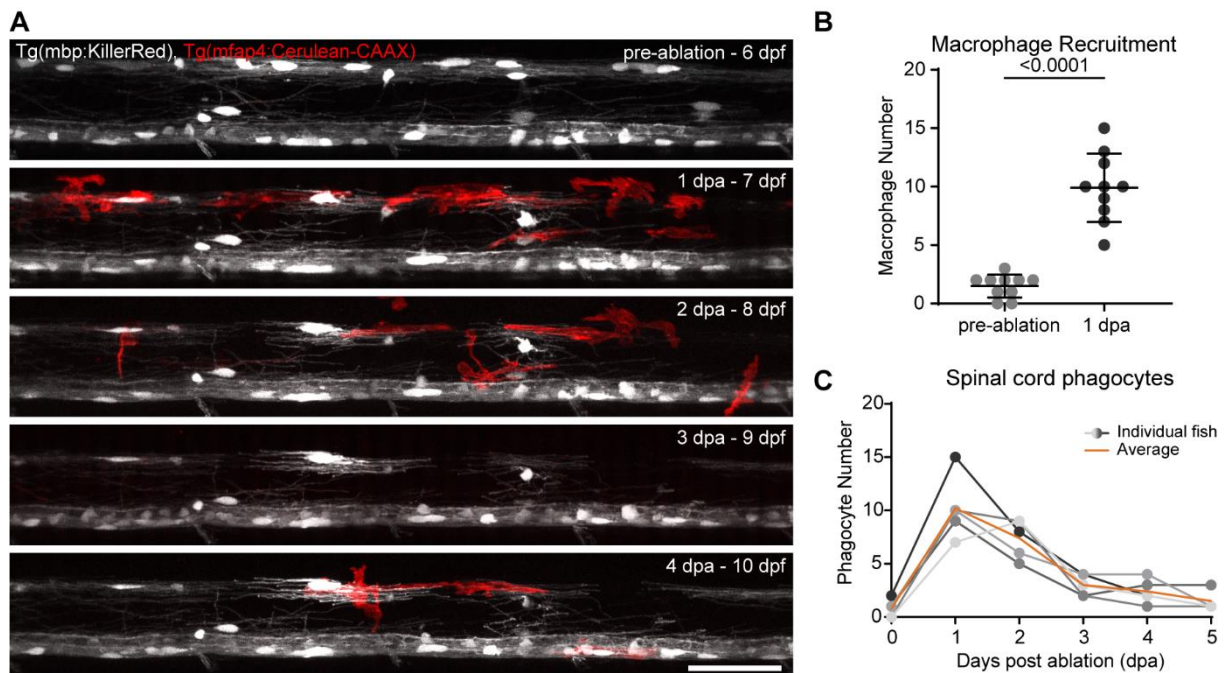 A
Tg(mbp:KillerRed), Tg(mfap4:Cerulean-CAAX)
pre-ablation - 6 dpf
1 dpa - 7 dpf
2 dpa - 8 dpf
3 dpa - 9 dpf
4 dpa - 10 dpf
B
Macrophage Recruitment
<0.0001
Macrophage Number
20
15
10
5
0
pre-ablation
1 dpa
C
Spinal cord phagocytes
Individual fish
Average
Phagocyte Number
20
15
10
5
0
0 1 2 3 4 5
Days post ablation (dpa)